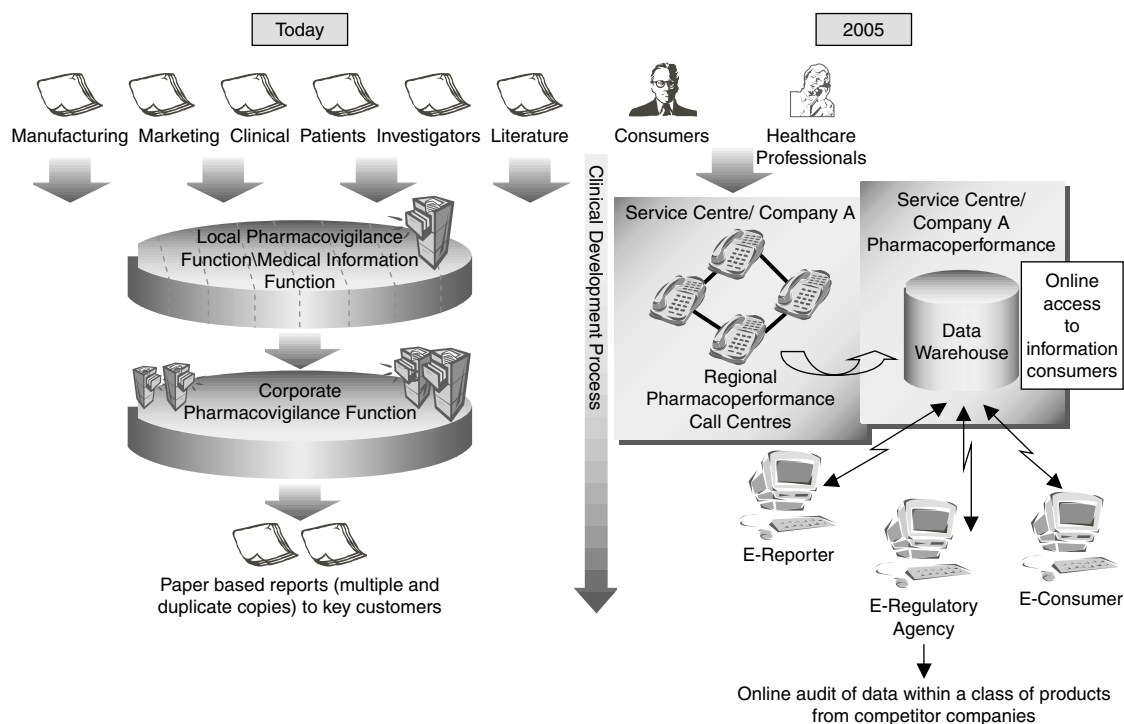 Today
Manufacturing
Marketing
Clinical
Patients
Investigators
Literature
Local Pharmacovigilance
Function\Medical Information
Function
Corporate
Pharmacovigilance Function
Paper based reports (multiple and
duplicate copies) to key customers
Clinical Development Process
2005
Consumers
Healthcare
Professionals
Service Centre/ Company A
Regional
Pharmacoperformance
Call Centres
Service Centre/
Company A
Pharmacoperformance
Data
Warehouse
Online
access
to
information
consumers
E-Reporter
E-Regulatory
Agency
E-Consumer
Online audit of data within a class of products
from competitor companies